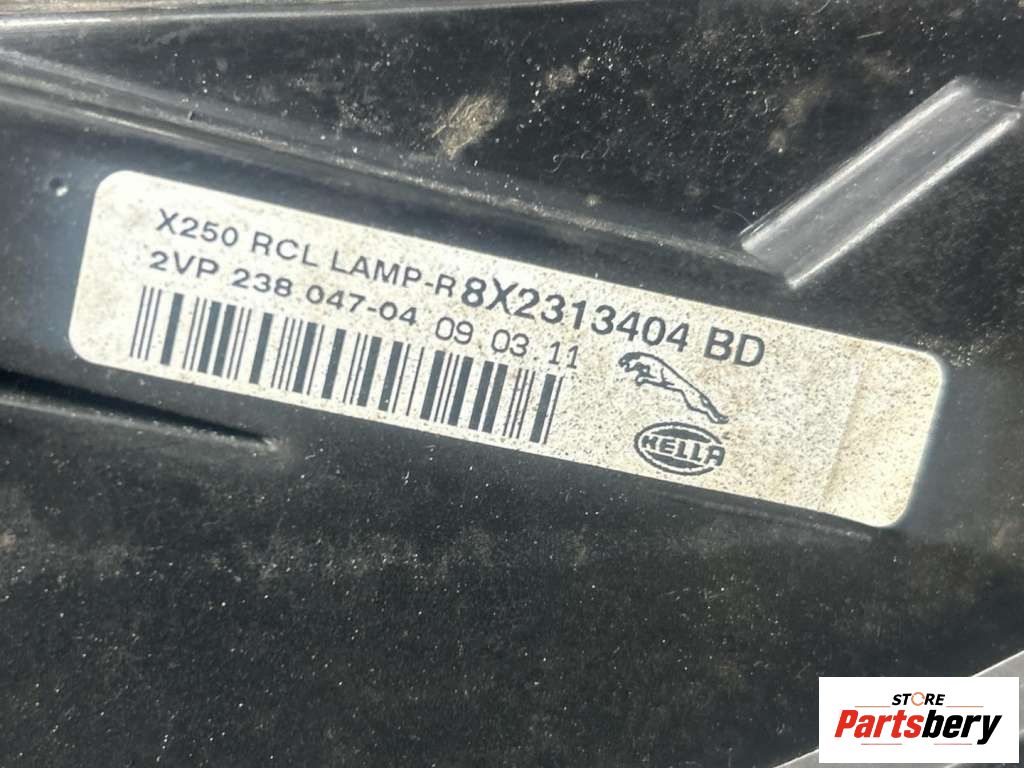 X250 RCL LAMP-R 8X2313404 BD
2VP 238 047-04 09.03.11
HELLA
STORE
Partsbery